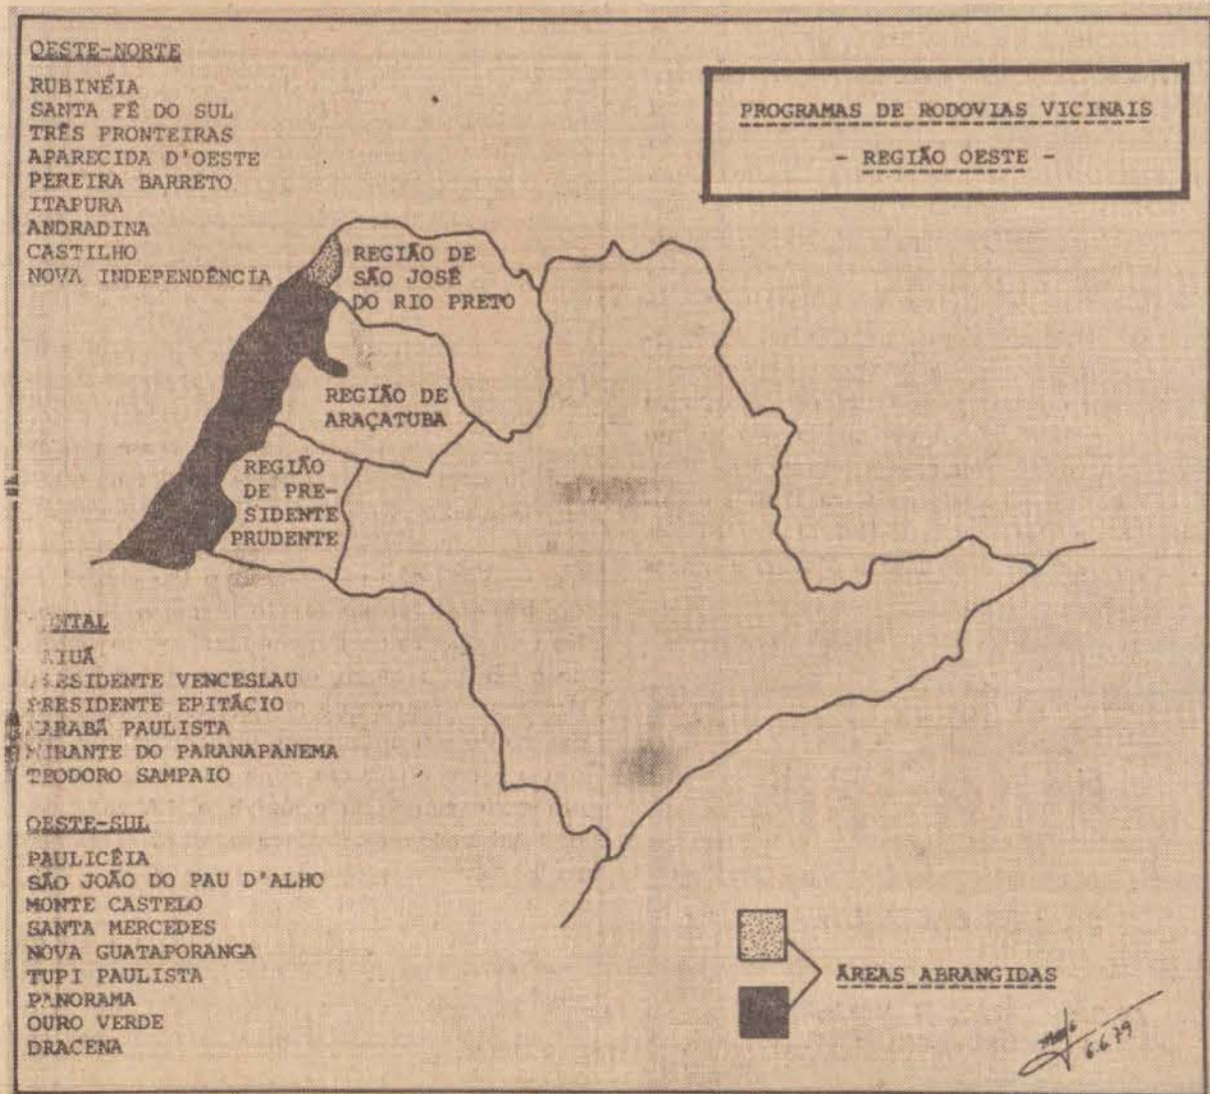 OESTE-NORTE
RUBINÉIA
SANTA FÉ DO SUL
TRÊS FRONTEIRAS
APARECIDA D'OESTE
PEREIRA BARRETO
ITAPURA
ANDRADINA
CASTILHO
NOVA INDEPENDÊNCIA
PROGRAMAS DE RODOVIAS VICINAIS
- REGIÃO OESTE -
REGIÃO DE
SÃO JOSÉ
DO RIO PRETO
REGIÃO DE
ARAÇATUBA
REGIÃO
DE PRE-
SIDENTE
PRUDENTE
PRESIDENTE VENCESLAU
PRESIDENTE EPITÁCIO
MARABÁ PAULISTA
MIRANTE DO PARANAPANEMA
TEODORO SAMPAIO
OESTE-SUL
PAULICÉIA
SÃO JOÃO DO PAU D'ALHO
MONTE CASTELO
SANTA MERCEDES
NOVA GUATAPORANGA
TUPI PAULISTA
PANORAMA
OURO VERDE
DRACENA
ÁREAS ABRANGIDAS
6.6.79